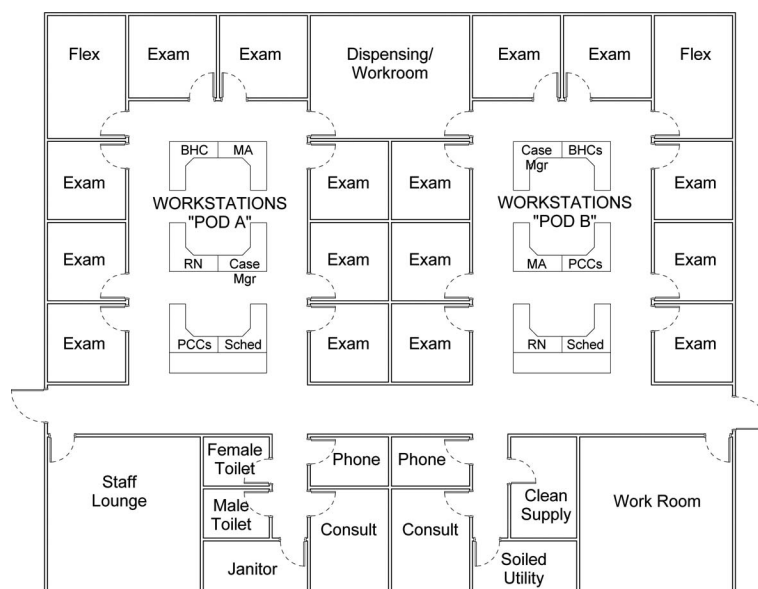 Flex
Exam
Exam
Dispensing/
Workroom
Exam
Exam
Flex
BHC
MA
Case
Mgr
BHCs
Exam
Exam
Exam
Exam
WORKSTATIONS
"POD A"
WORKSTATIONS
"POD B"
Exam
Exam
Exam
Exam
RN
Case
Mgr
MA
PCCs
Exam
Exam
Exam
Exam
PCCs
Sched
RN
Sched
Female
Toilet
Phone
Phone
Staff
Lounge
Male
Toilet
Clean
Supply
Work Room
Consult
Consult
Janitor
Soiled
Utility